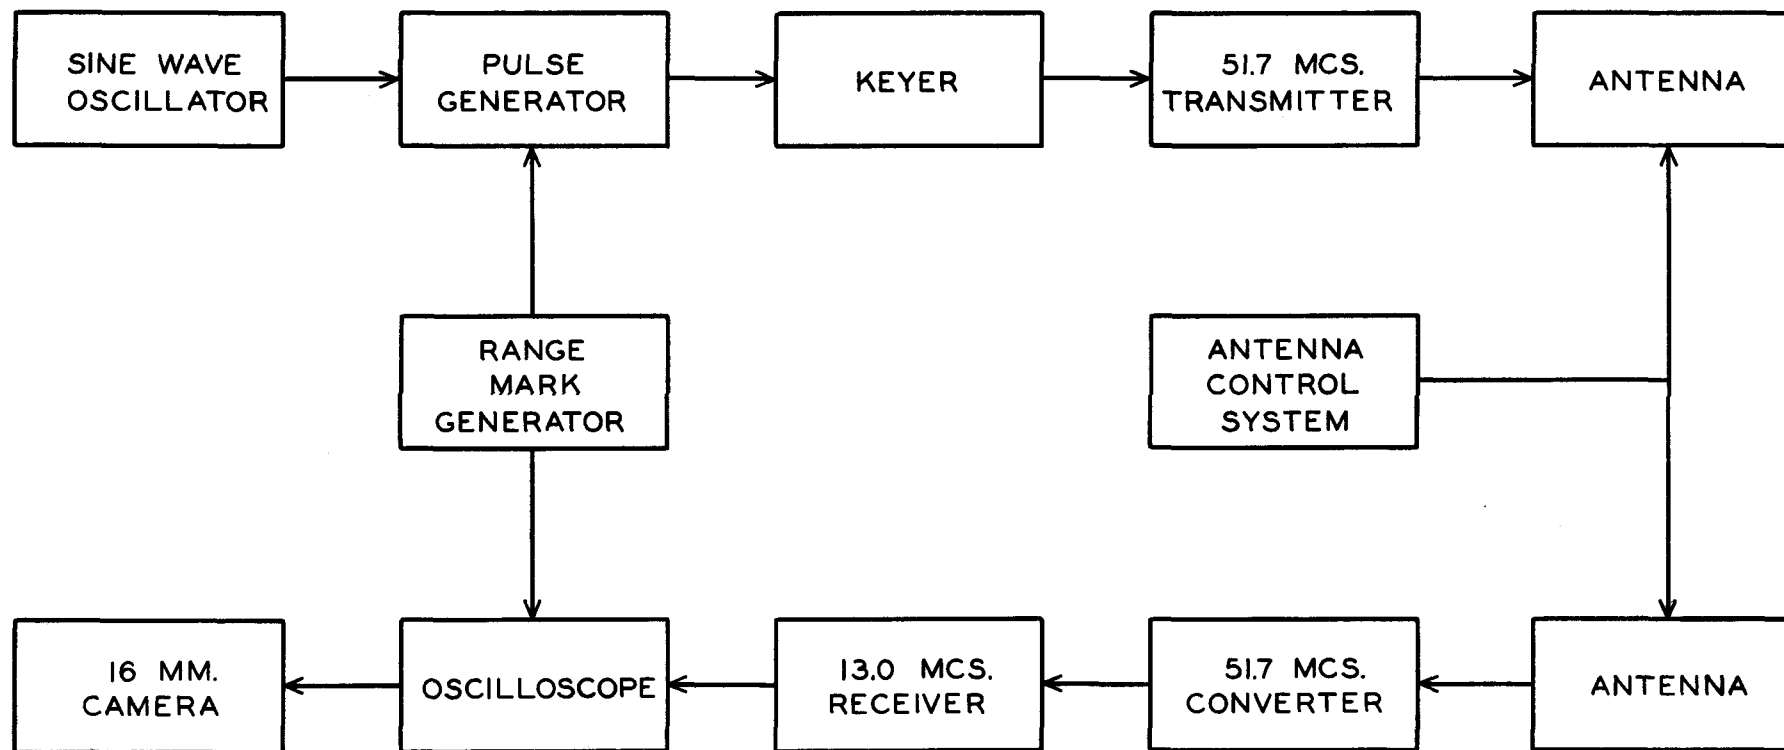 SINE WAVE
OSCILLATOR
PULSE
GENERATOR
KEYER
51.7 MCS.
TRANSMITTER
ANTENNA
RANGE
MARK
GENERATOR
ANTENNA
CONTROL
SYSTEM
16 MM.
CAMERA
OSCILLOSCOPE
13.0 MCS.
RECEIVER
51.7 MCS.
CONVERTER
ANTENNA